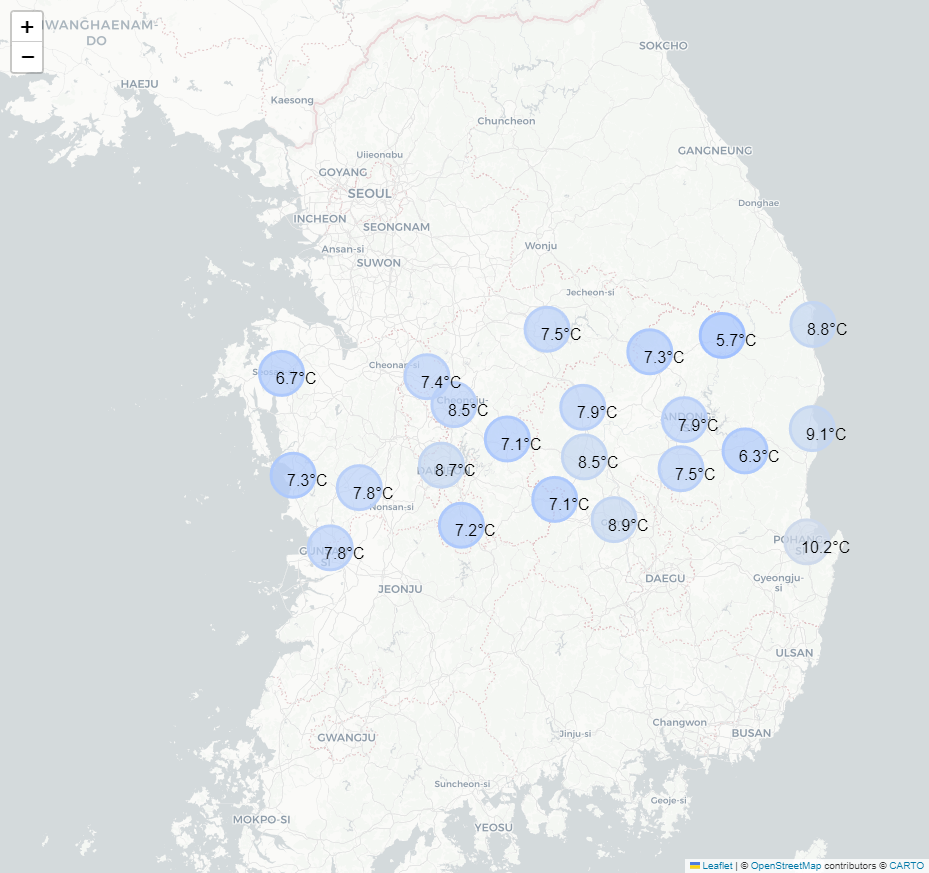 +
−
WANGHAENAM-
DO
HAEJU
Kaesong
SOKCHO
Chuncheon
GANGNEUNG
Uijeongbu
GOYANG
SEOUL
INCHEON
SEONGNAM
Donghae
Ansan-si
SUWON
Wonju
Jecheon-si
8.8°C
7.5°C
5.7°C
7.3°C
Cheonan-si
6.7°C
7.4°C
8.5°C
7.9°C
7.9°C
9.1°C
7.1°C
6.3°C
8.5°C
8.7°C
7.5°C
7.3°C
7.8°C
Nonsan-si
7.1°C
8.9°C
7.2°C
7.8°C
10.2°C
JEONJU
DAEGU
Gyeongju-
si
ULSAN
Changwon
BUSAN
Jinju-si
GWANGJU
Suncheon-si
Geoje-si
MOKPO-SI
YEOSU
Leaflet | © OpenStreetMap contributors © CARTO